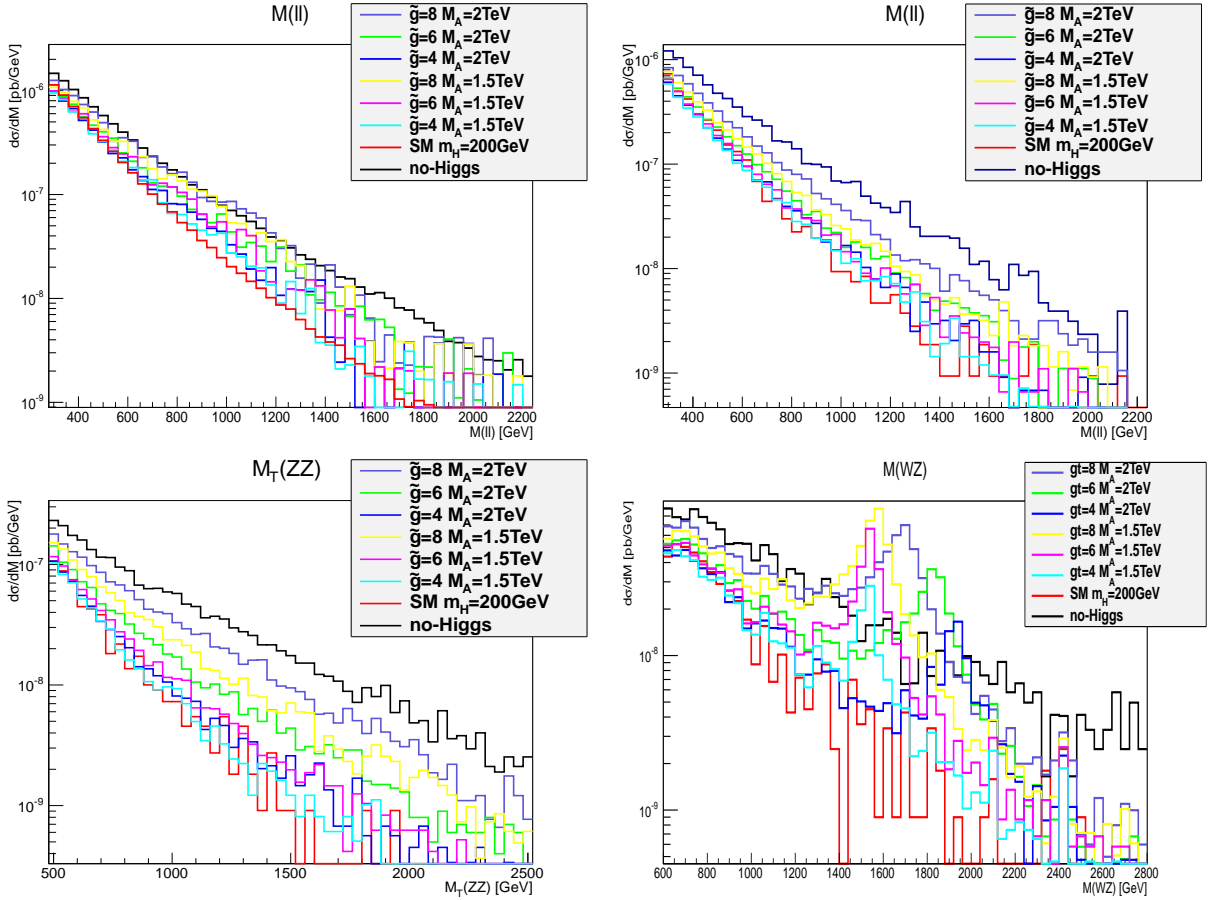 M(ll)
g̃=8 M_A=2TeV
g̃=6 M_A=2TeV
g̃=4 M_A=2TeV
g̃=8 M_A=1.5TeV
g̃=6 M_A=1.5TeV
g̃=4 M_A=1.5TeV
SM m_H=200GeV
no-Higgs
dσ/dM [pb/GeV]
10^-6
10^-7
10^-8
10^-9
400 600 800 1000 1200 1400 1600 1800 2000 2200
M(ll) [GeV]
M(ll)
g̃=8 M_A=2TeV
g̃=6 M_A=2TeV
g̃=4 M_A=2TeV
g̃=8 M_A=1.5TeV
g̃=6 M_A=1.5TeV
g̃=4 M_A=1.5TeV
SM m_H=200GeV
no-Higgs
dσ/dM [pb/GeV]
10^-6
10^-7
10^-8
10^-9
400 600 800 1000 1200 1400 1600 1800 2000 2200
M(ll) [GeV]
M_T(ZZ)
g̃=8 M_A=2TeV
g̃=6 M_A=2TeV
g̃=4 M_A=2TeV
g̃=8 M_A=1.5TeV
g̃=6 M_A=1.5TeV
g̃=4 M_A=1.5TeV
SM m_H=200GeV
no-Higgs
dσ/dM [pb/GeV]
10^-7
10^-8
10^-9
500 1000 1500 2000 2500
M_T(ZZ) [GeV]
M(WZ)
gt=8 M_A=2TeV
gt=6 M_A=2TeV
gt=4 M_A=2TeV
gt=8 M_A=1.5TeV
gt=6 M_A=1.5TeV
gt=4 M_A=1.5TeV
SM m_H=200GeV
no-Higgs
dσ/dM [pb/GeV]
10^-8
10^-9
600 800 1000 1200 1400 1600 1800 2000 2200 2400 2600 2800
M(WZ) [GeV]